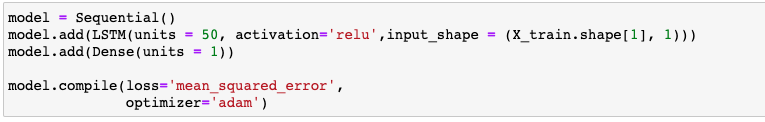 model = Sequential()
model.add(LSTM(units = 50, activation='relu',input_shape = (X_train.shape[1], 1)))
model.add(Dense(units = 1))

model.compile(loss='mean_squared_error',
              optimizer='adam')